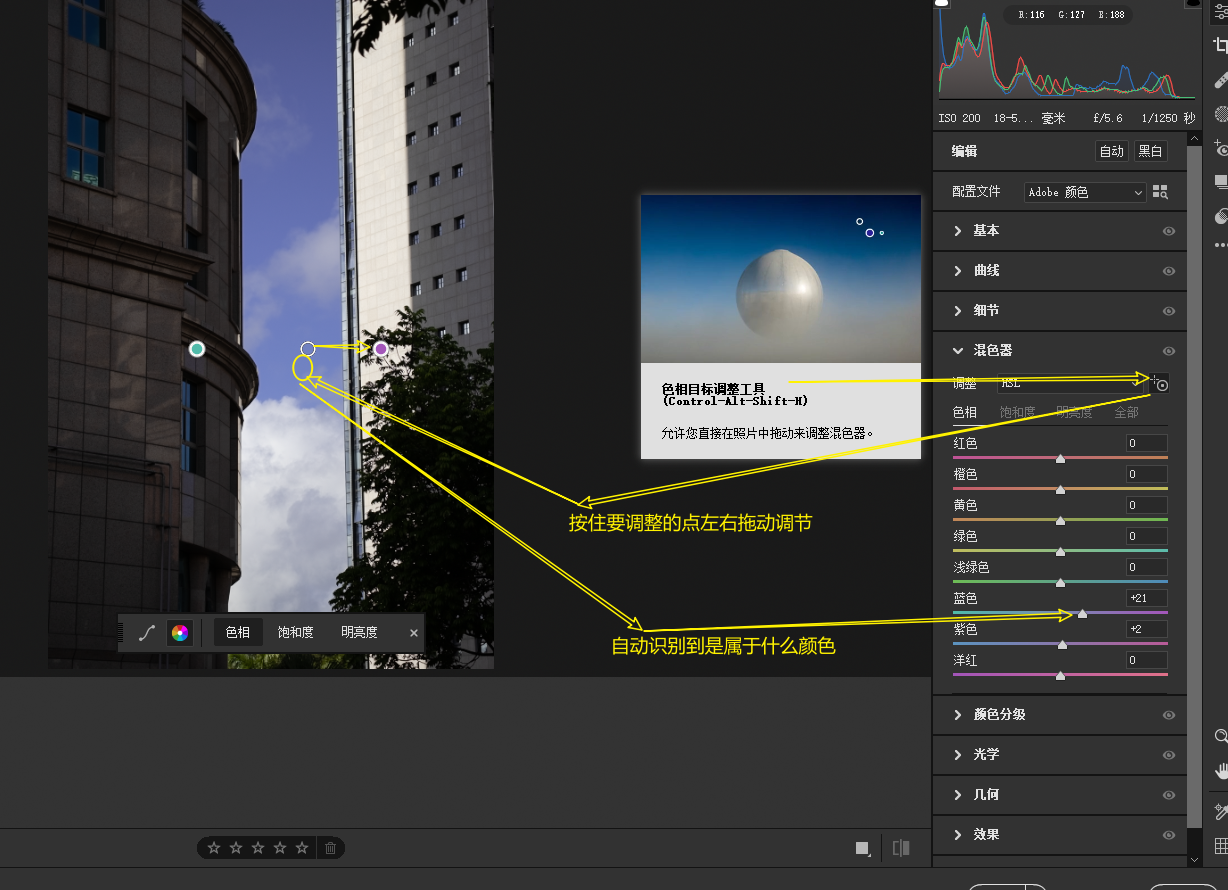 R:116 G:127 B:188
ISO 200 18-5... 毫米 f/5.6 1/1250 秒
编辑 自动 黑白
配置文件 Adobe 颜色
基本
曲线
细节
混色器
调整 HSL
色相 饱和度 明亮度 全部
红色 0
橙色 0
黄色 0
绿色 0
浅绿色 0
蓝色 +21
紫色 +2
洋红 0
颜色分级
光学
几何
效果
色相目标调整工具
(Control-Alt-Shift-H)
允许您直接在照片中拖动来调整混色器。
按住要调整的点左右拖动调节
自动识别到是属于什么颜色
色相 饱和度 明亮度 ×